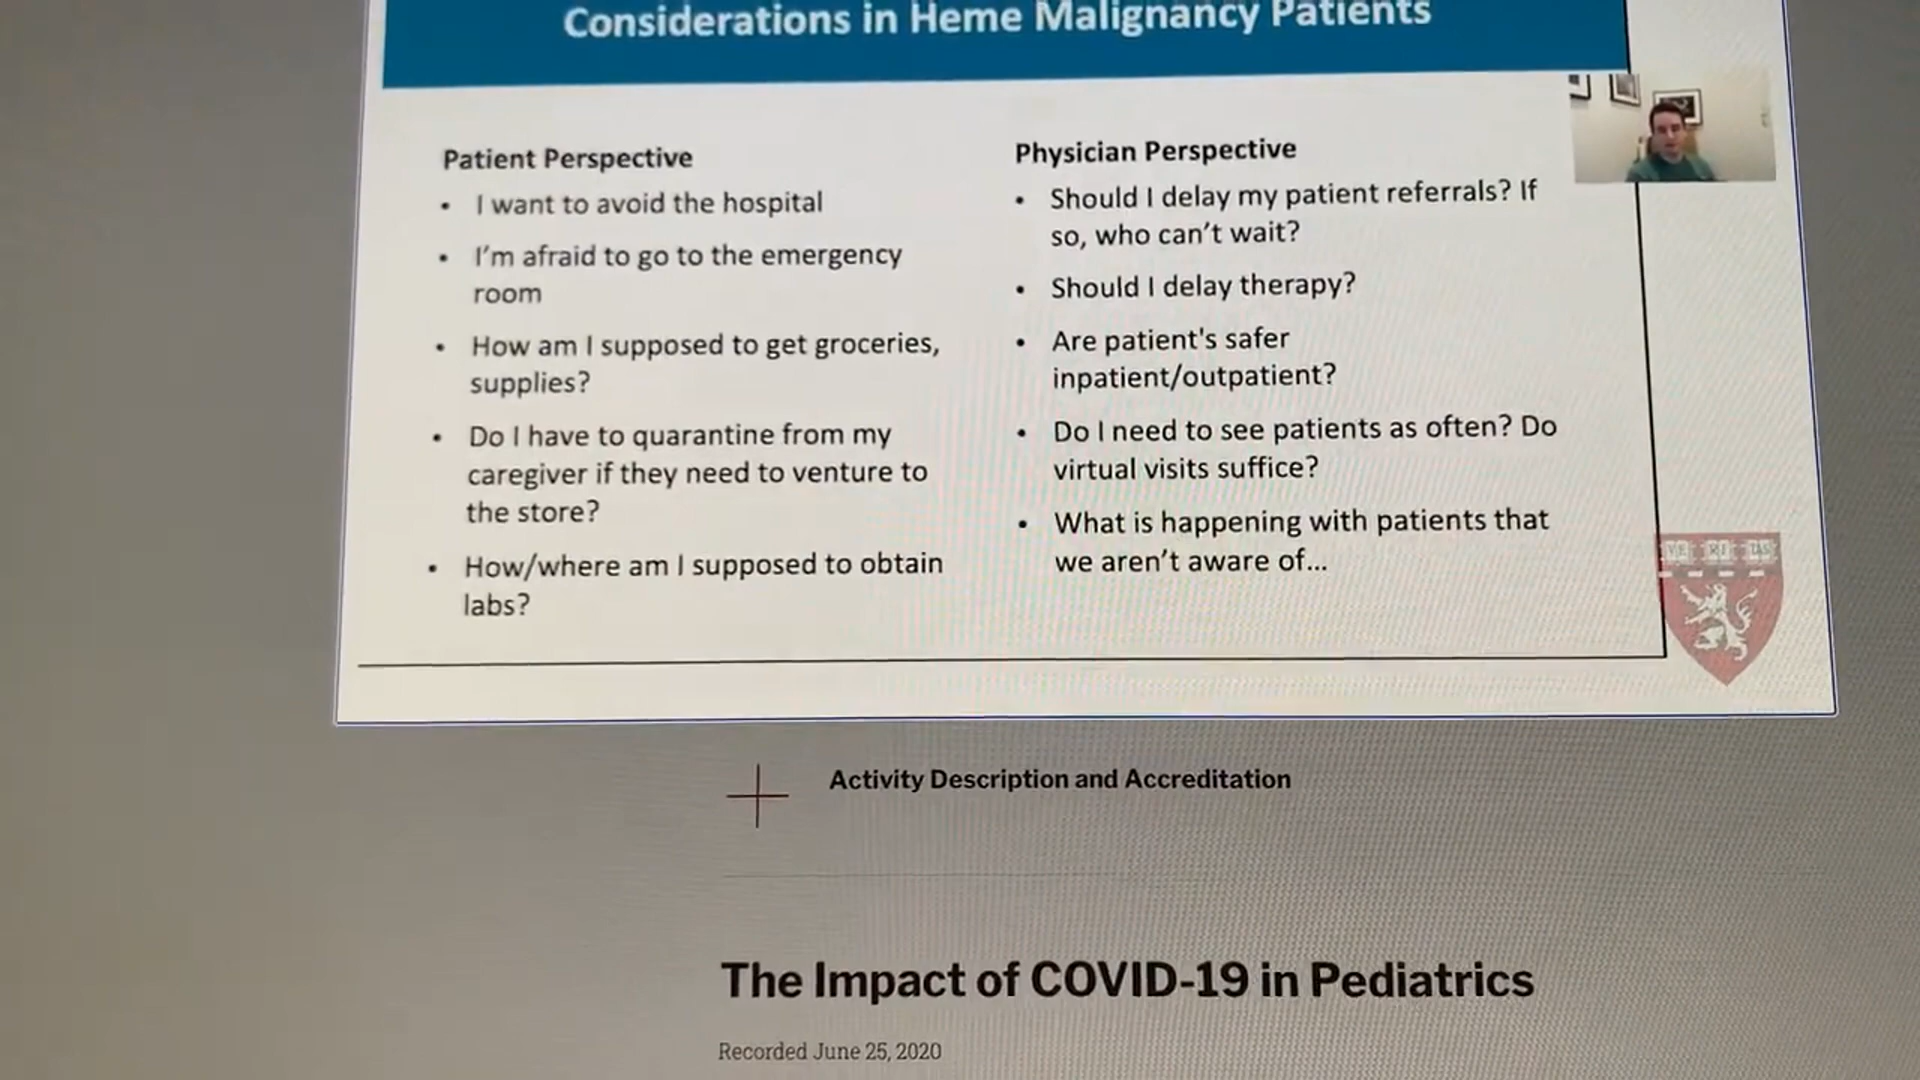 Considerations in Heme Malignancy Patients
Patient Perspective
• I want to avoid the hospital
• I'm afraid to go to the emergency
room
• How am I supposed to get groceries,
supplies?
• Do I have to quarantine from my
caregiver if they need to venture to
the store?
• How/where am I supposed to obtain
labs?
Physician Perspective
• Should I delay my patient referrals? If
so, who can't wait?
• Should I delay therapy?
• Are patient's safer
inpatient/outpatient?
• Do I need to see patients as often? Do
virtual visits suffice?
• What is happening with patients that
we aren't aware of...
VE RI TAS
Activity Description and Accreditation
The Impact of COVID-19 in Pediatrics
Recorded June 25, 2020